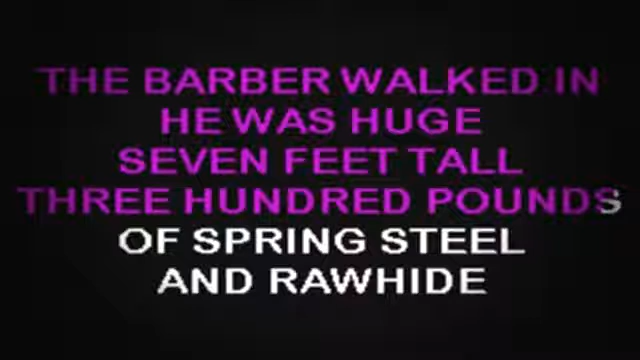 THE BARBER WALKED IN
HE WAS HUGE
SEVEN FEET TALL
THREE HUNDRED POUNDS
OF SPRING STEEL
AND RAWHIDE